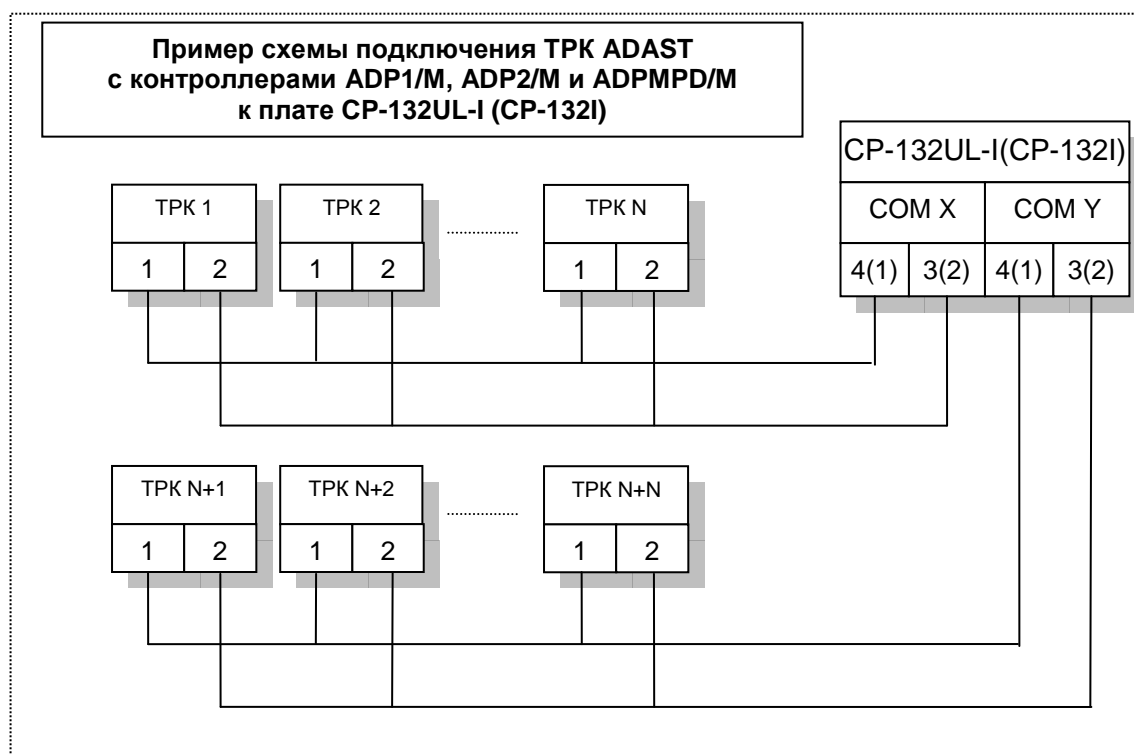 Пример схемы подключения ТРК ADAST
с контроллерами ADP1/M, ADP2/M и ADPMPD/M
к плате CP-132UL-I (CP-132I)
CP-132UL-I(CP-132I)
COM X COM Y
4(1) 3(2) 4(1) 3(2)
ТРК 1 ТРК 2 ТРК N
1 2 1 2 1 2
ТРК N+1 ТРК N+2 ТРК N+N
1 2 1 2 1 2